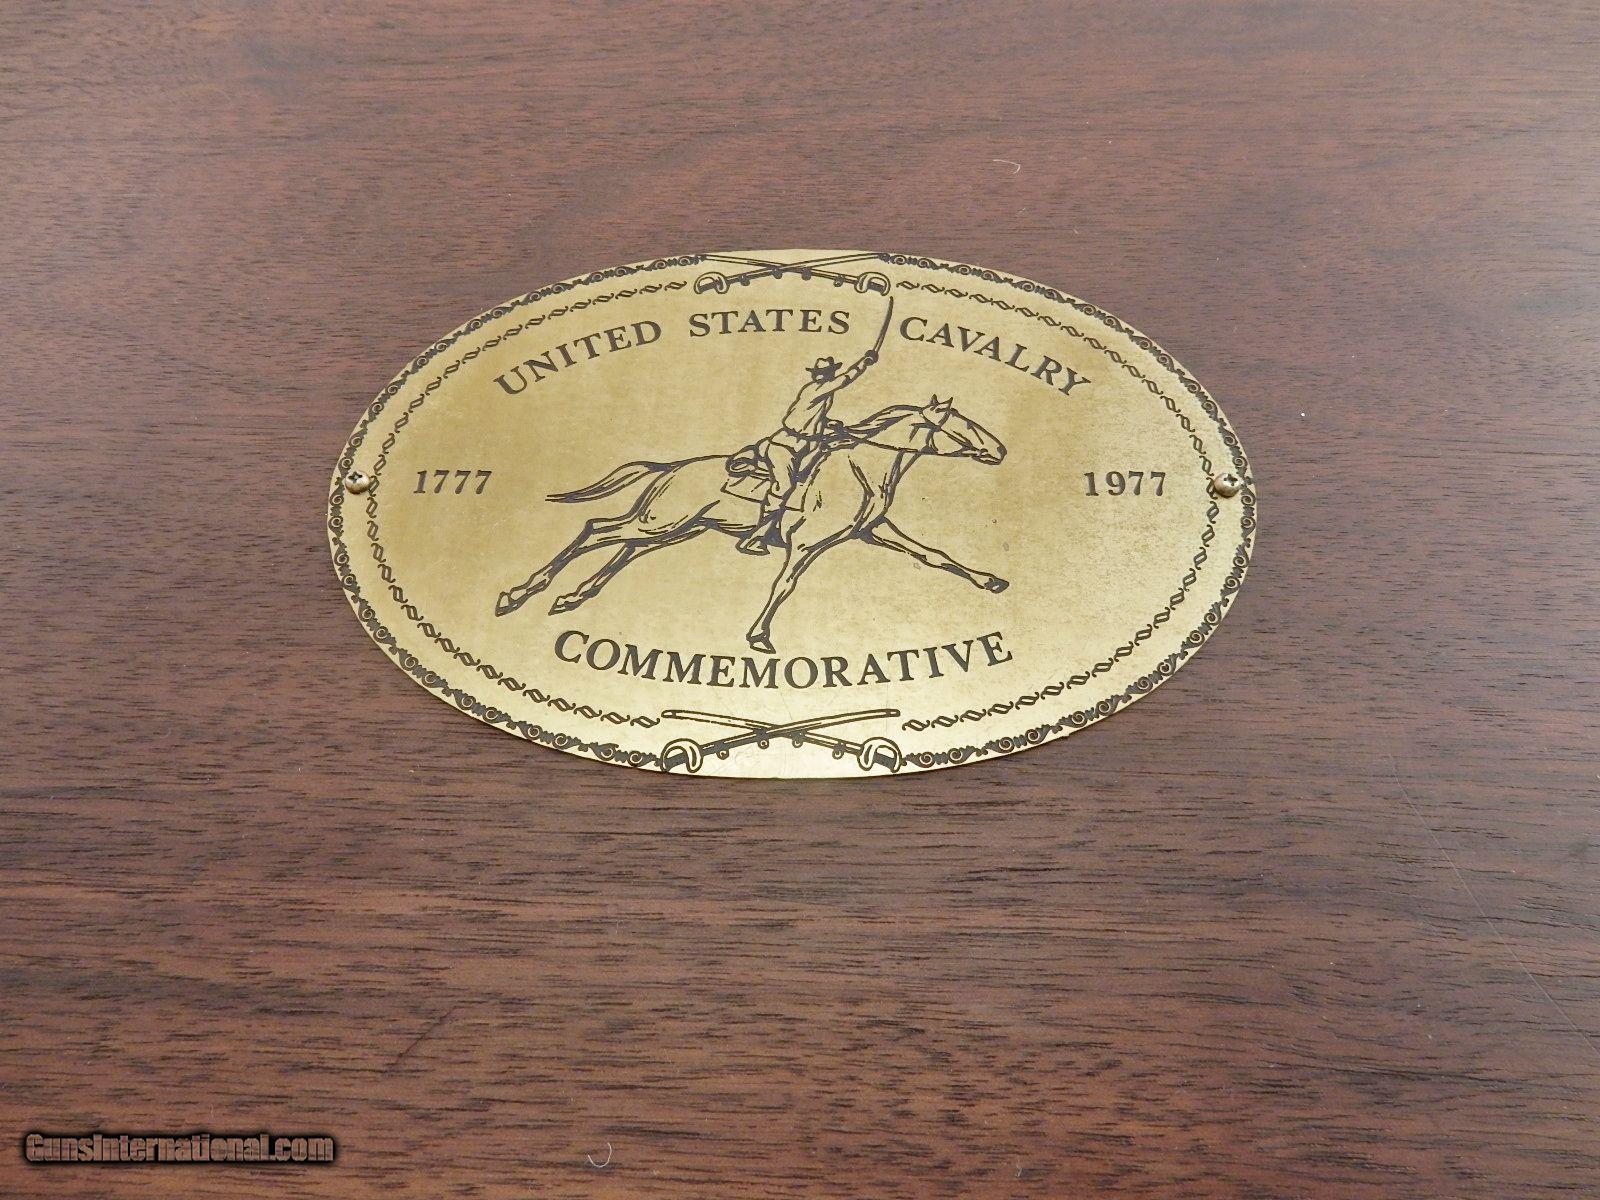 UNITED STATES CAVALRY
1777 1977
COMMEMORATIVE
GunsInternational.com